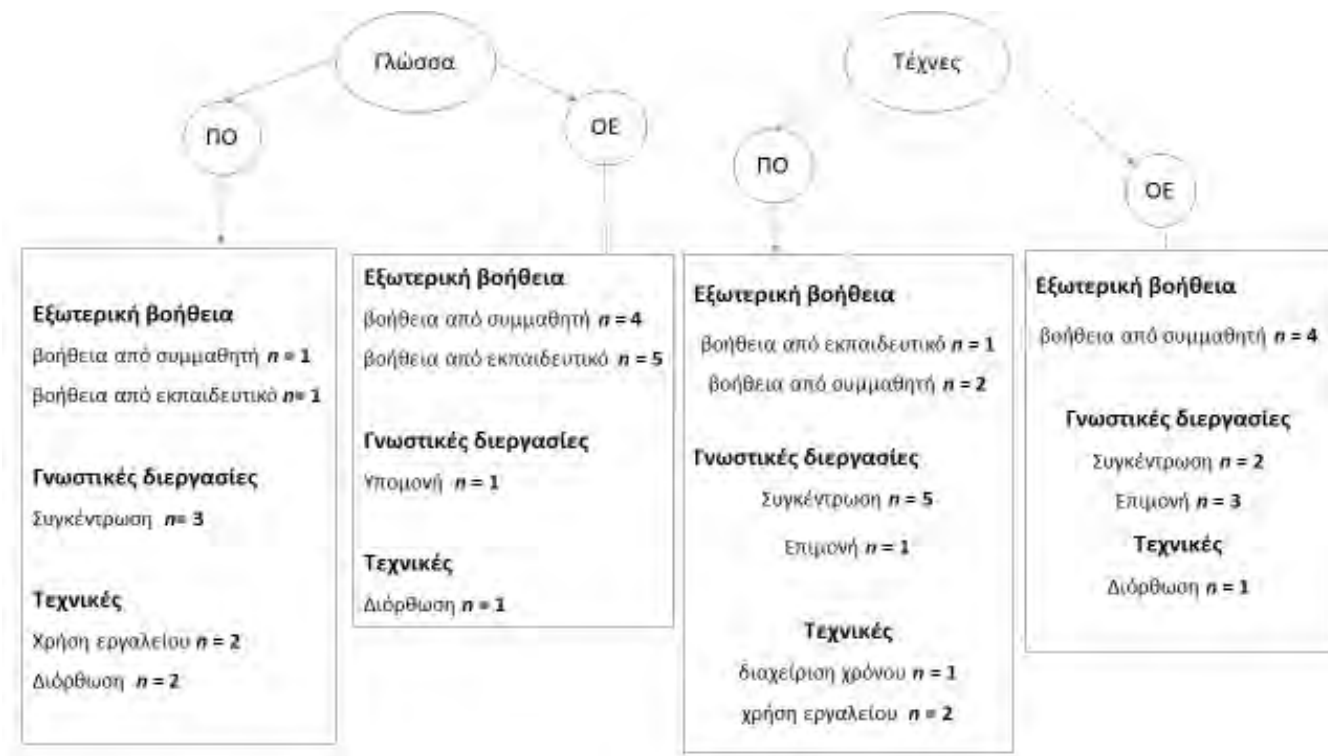 Γλώσσα
ΠΟ
ΟΕ
Εξωτερική βοήθεια
βοήθεια από συμμαθητή n = 1
βοήθεια από εκπαιδευτικό n= 1
Γνωστικές διεργασίες
Συγκέντρωση n= 3
Τεχνικές
Χρήση εργαλείου n = 2
Διόρθωση n = 2
Εξωτερική βοήθεια
βοήθεια από συμμαθητή n = 4
βοήθεια από εκπαιδευτικό n = 5
Γνωστικές διεργασίες
Υπομονή n = 1
Τεχνικές
Διόρθωση n = 1
Τέχνες
ΠΟ
ΟΕ
Εξωτερική βοήθεια
βοήθεια από εκπαιδευτικό n = 1
βοήθεια από συμμαθητή n = 2
Γνωστικές διεργασίες
Συγκέντρωση n = 5
Επιμονή n = 1
Τεχνικές
διαχείριση χρόνου n = 1
χρήση εργαλείου n = 2
Εξωτερική βοήθεια
βοήθεια από συμμαθητή n = 4
Γνωστικές διεργασίες
Συγκέντρωση n = 2
Επιμονή n = 3
Τεχνικές
Διόρθωση n = 1